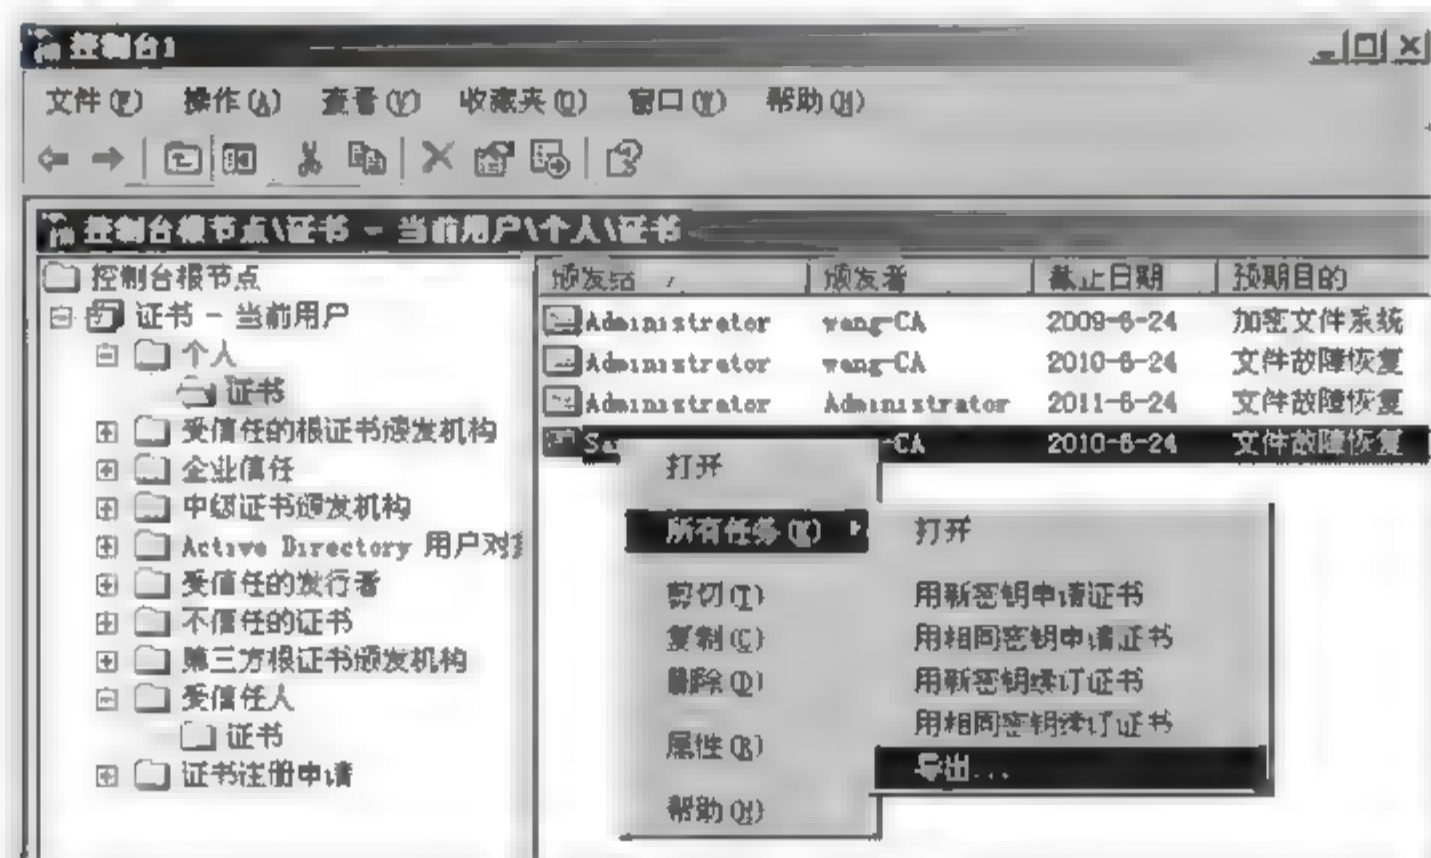 控制台1
文件(F) 操作(A) 查看(V) 收藏夹(O) 窗口(W) 帮助(H)
控制台根节点\证书 - 当前用户\个人\证书
控制台根节点
证书 - 当前用户
个人
证书
受信任的根证书颁发机构
企业信任
中级证书颁发机构
Active Directory 用户对
受信任的发行者
不信任的证书
第三方根证书颁发机构
受信任人
证书
证书注册申请
颁发给 颁发者 截止日期 预期目的
Administrator wang-CA 2009-6-24 加密文件系统
Administrator wang-CA 2010-6-24 文件故障恢复
Administrator Administrator 2011-6-24 文件故障恢复
-CA 2010-6-24 文件故障恢复
打开
所有任务(K)
剪切(T)
复制(C)
删除(D)
属性(R)
帮助(H)
打开
用新密钥申请证书
用相同密钥申请证书
用新密钥续订证书
用相同密钥续订证书
导出...